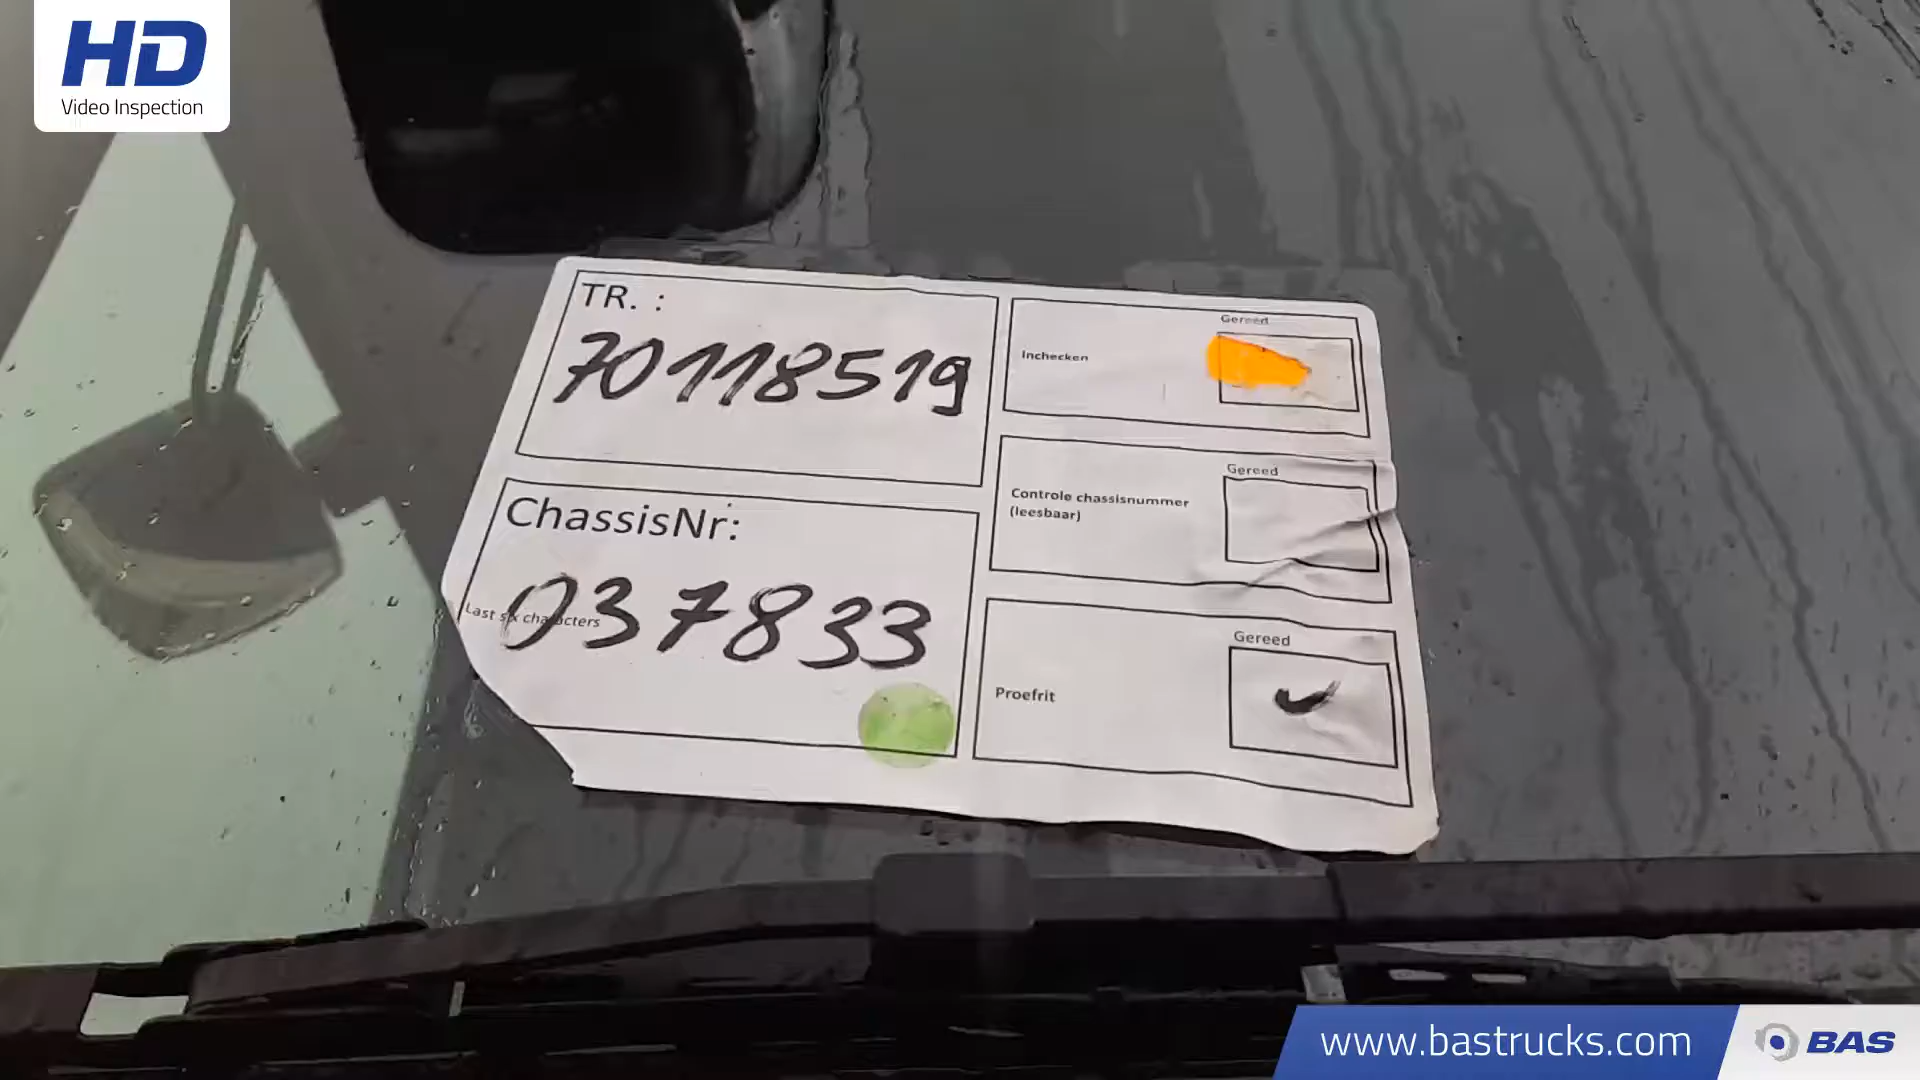 HD
Video Inspection
TR. :
70118519
ChassisNr:
Last six characters
037833
Gereed
Inchecken
Gereed
Controle chassisnummer
(leesbaar)
Gereed
Proefrit
www.bastrucks.com
BAS